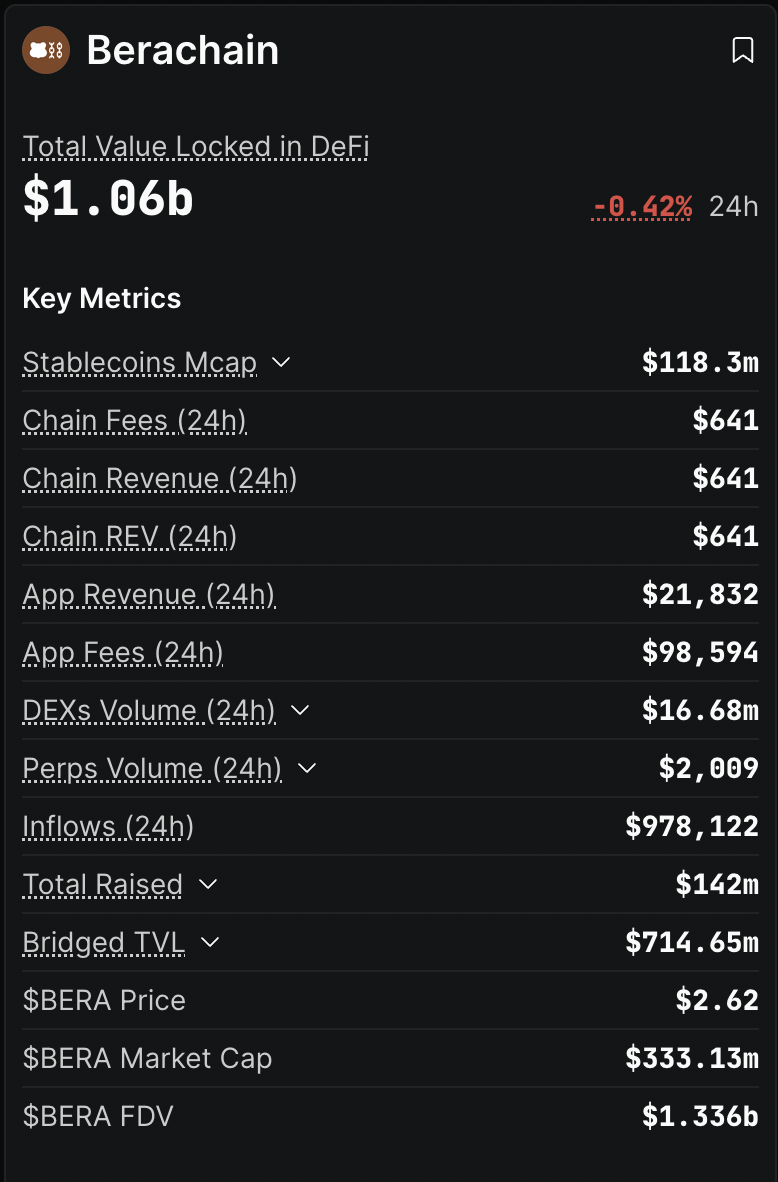 Berachain
Total Value Locked in DeFi
$1.06b -0.42% 24h
Key Metrics
Stablecoins Mcap $118.3m
Chain Fees (24h) $641
Chain Revenue (24h) $641
Chain REV (24h) $641
App Revenue (24h) $21,832
App Fees (24h) $98,594
DEXs Volume (24h) $16.68m
Perps Volume (24h) $2,009
Inflows (24h) $978,122
Total Raised $142m
Bridged TVL $714.65m
$BERA Price $2.62
$BERA Market Cap $333.13m
$BERA FDV $1.336b